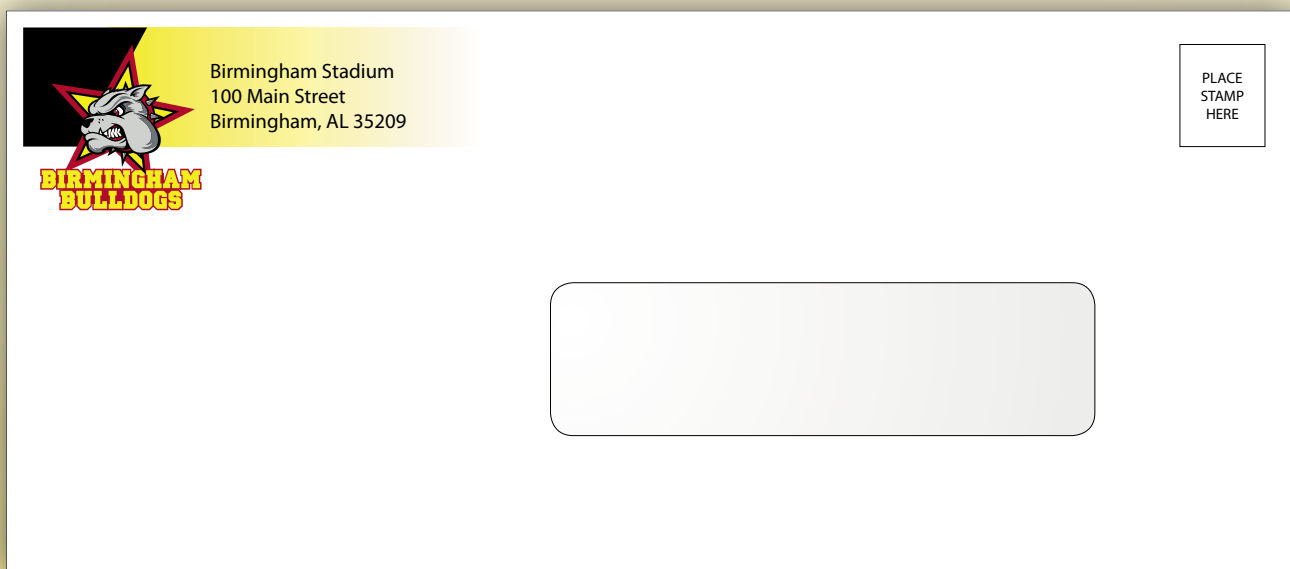 Birmingham Stadium
100 Main Street
Birmingham, AL 35209
PLACE
STAMP
HERE
BIRMINGHAM
BULLDOGS